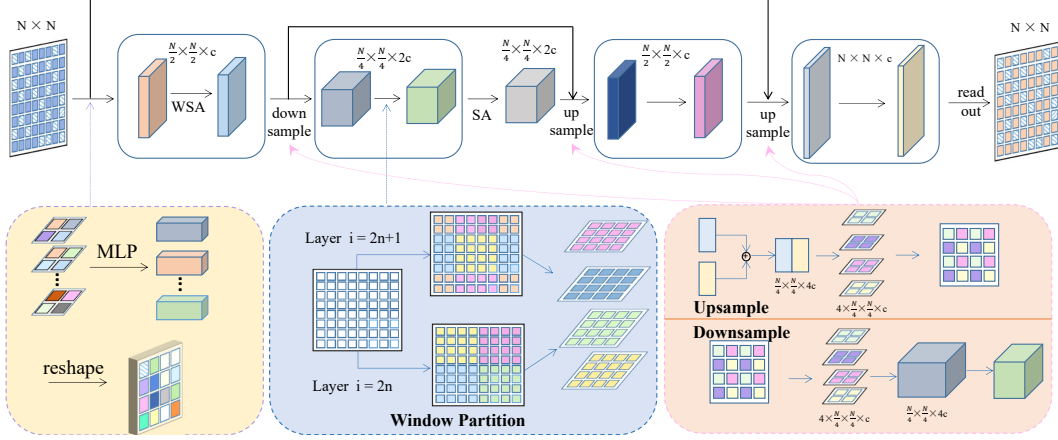 N × N
N/2 × N/2 × c
WSA
down
sample
N/4 × N/4 × 2c
SA
N/4 × N/4 × 2c
up
sample
N/2 × N/2 × c
up
sample
N × N × c
read
out
N × N
MLP
reshape
Layer i = 2n+1
Layer i = 2n
Window Partition
N/4 × N/4 × 4c
4 × N/4 × N/4 × c
Upsample
Downsample
4 × N/4 × N/4 × c
N/4 × N/4 × 4c